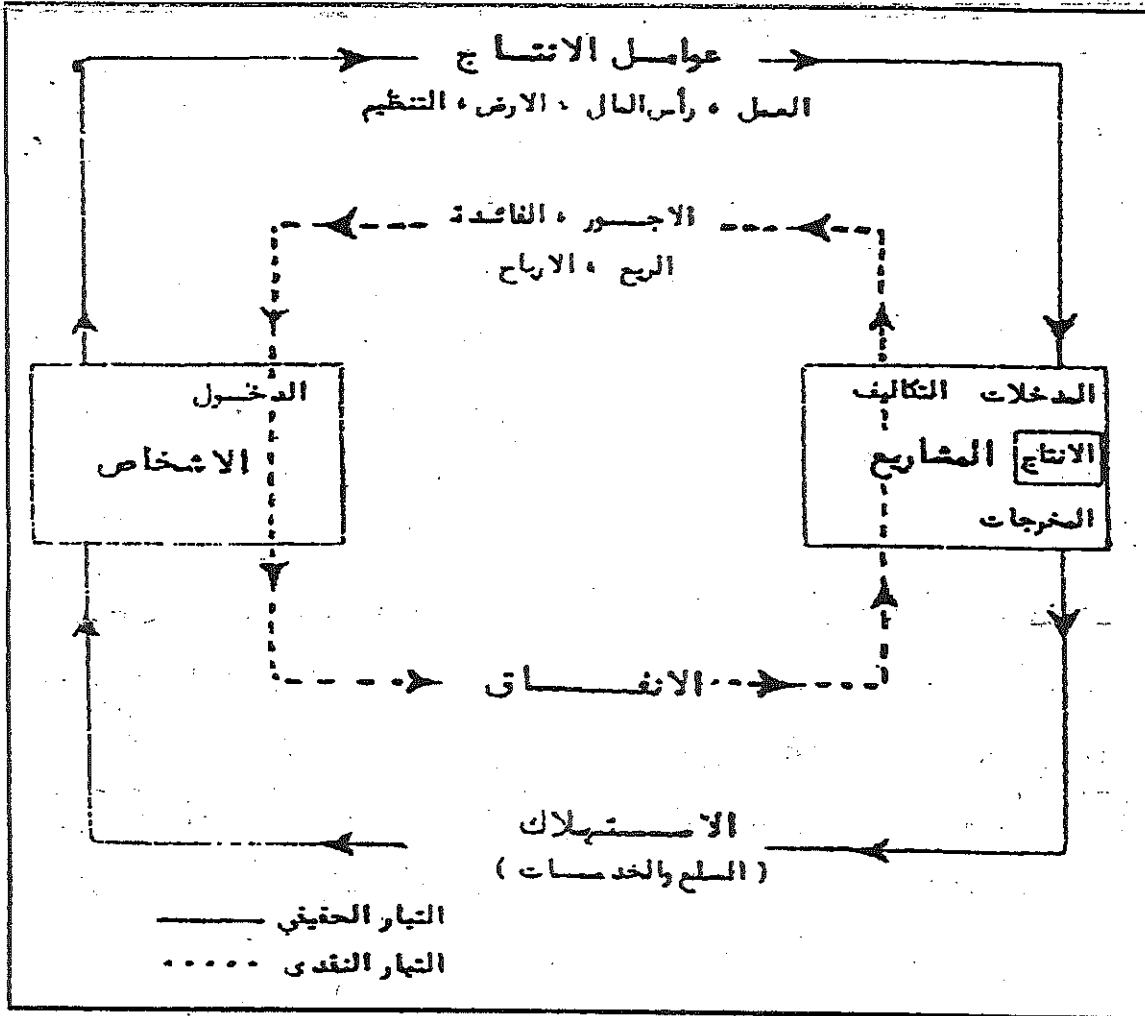 عوامل الانتاج
العمل ، رأس المال ، الارض ، التنظيم
الاجور ، الفائدة
الريع ، الارباح
المدخلات التكاليف
الانتاج المشاريع
المخرجات
الدخول
الاشخاص
الانفاق
الاستهلاك
( السلع والخدمات )
التيار الحقيقي
التيار النقدى